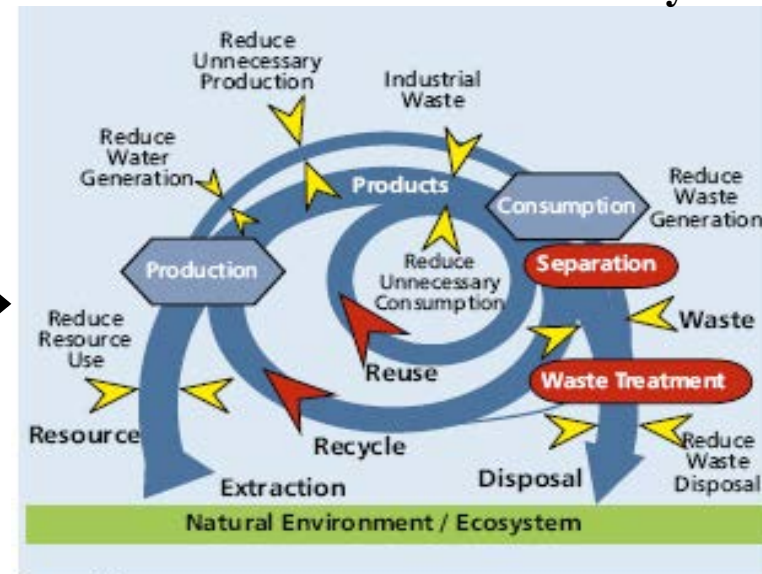 Reduce
Unnecessary
Production
Industrial
Waste
Reduce
Water
Generation
Products
Consumption
Reduce
Waste
Generation
Production
Reduce
Unnecessary
Consumption
Separation
Reduce
Resource
Use
Waste
Reuse
Waste Treatment
Resource
Recycle
Reduce
Waste
Disposal
Extraction
Disposal
Natural Environment / Ecosystem